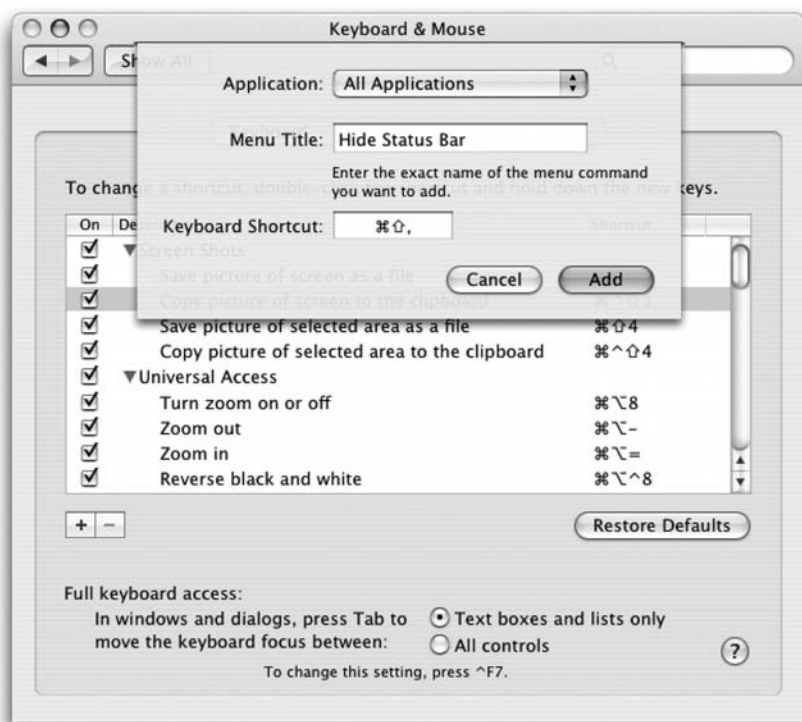 Keyboard & Mouse
Show All
Application: All Applications
Menu Title: Hide Status Bar
Enter the exact name of the menu command
you want to add.
To change a shortcut, double-click the shortcut and hold down the new keys.
Keyboard Shortcut: ⌘⇧,
On Description Shortcut
Screen Shots
Cancel Add
Save picture of screen as a file
Copy picture of screen to the clipboard ⌘^⇧3
Save picture of selected area as a file ⌘⇧4
Copy picture of selected area to the clipboard ⌘^⇧4
Universal Access
Turn zoom on or off ⌘⌥8
Zoom out ⌘⌥-
Zoom in ⌘⌥=
Reverse black and white ⌘⌥^8
+ -
Restore Defaults
Full keyboard access:
In windows and dialogs, press Tab to
move the keyboard focus between:
Text boxes and lists only
All controls
?
To change this setting, press ^F7.